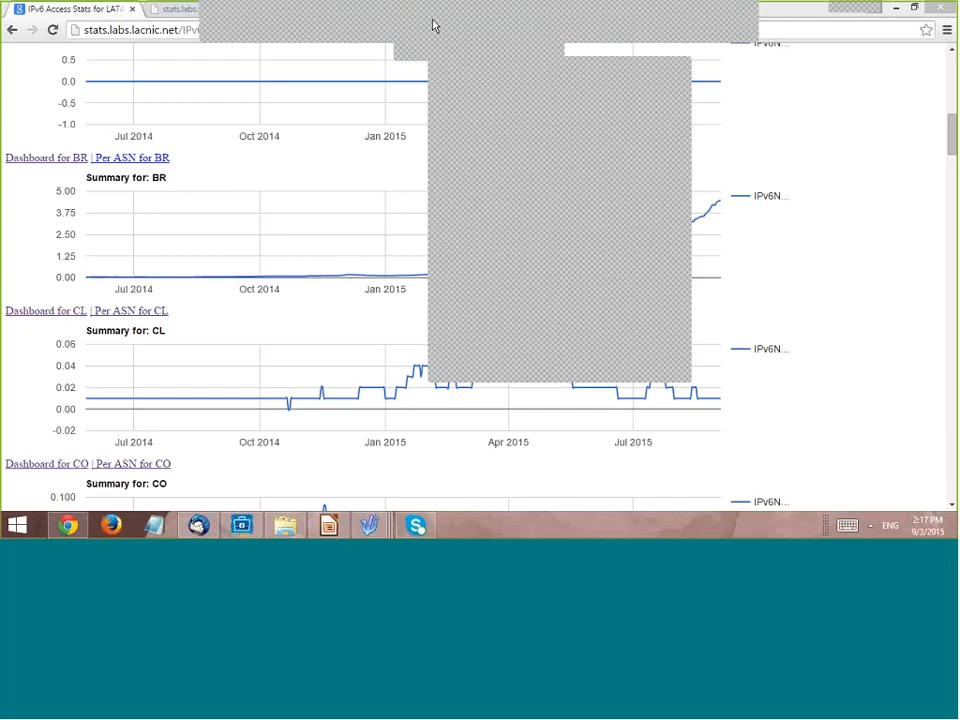 IPv6 Access Stats for LATA
stats.labs.
stats.labs.lacnic.net/IPv
IPv6N...
0.5
0.0
-0.5
-1.0
Jul 2014 Oct 2014 Jan 2015
Dashboard for BR | Per ASN for BR
Summary for: BR
5.00
IPv6N...
3.75
2.50
1.25
0.00
Jul 2014 Oct 2014 Jan 2015
Dashboard for CL | Per ASN for CL
Summary for: CL
0.06
IPv6N...
0.04
0.02
0.00
-0.02
Jul 2014 Oct 2014 Jan 2015 Apr 2015 Jul 2015
Dashboard for CO | Per ASN for CO
Summary for: CO
0.100
IPv6N...
ENG
2:17 PM
9/3/2015